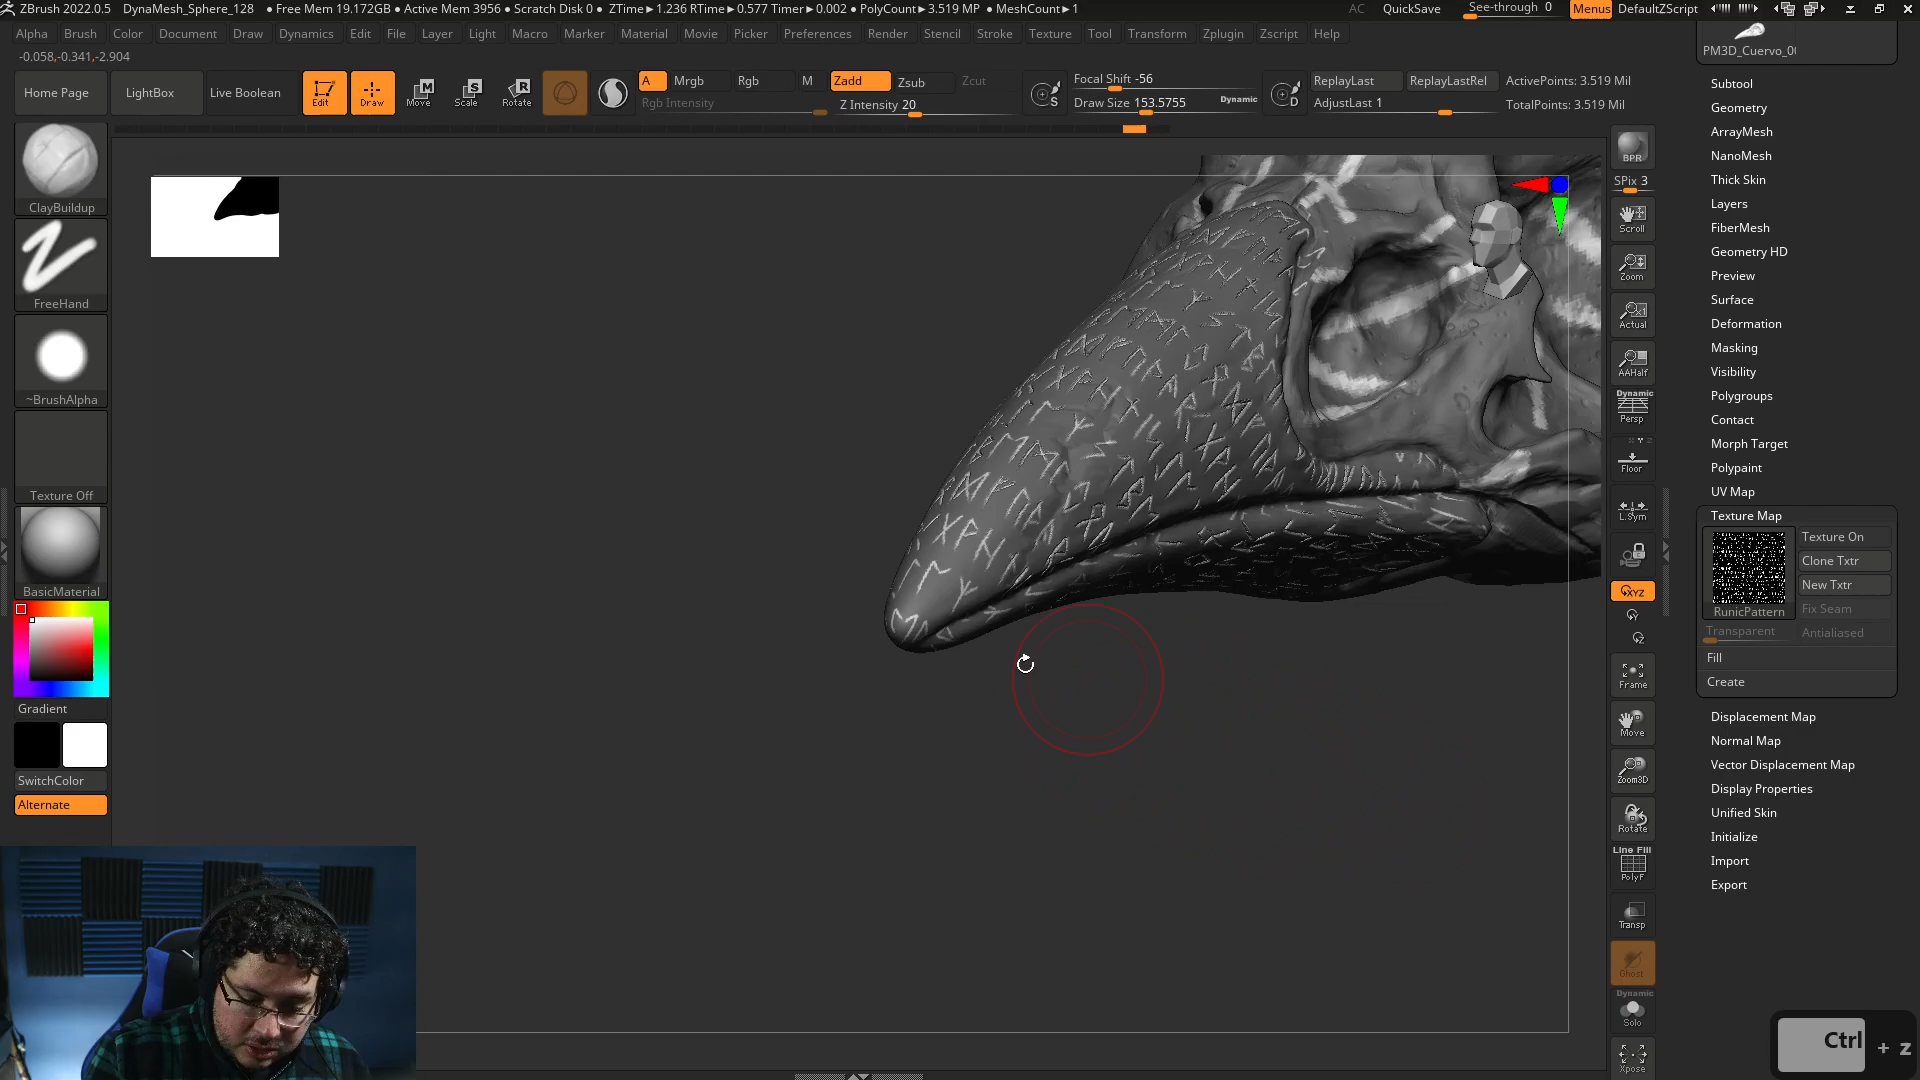 ZBrush 2022.0.5 DynaMesh_Sphere_128 ● Free Mem 19.172GB ● Active Mem 3956 ● Scratch Disk 0 ● ZTime►1.236 RTime►0.577 Timer►0.002 ● PolyCount►3.519 MP ● MeshCount►1 AC QuickSave See-through 0 Menus DefaultZScript
Alpha Brush Color Document Draw Dynamics Edit File Layer Light Macro Marker Material Movie Picker Preferences Render Stencil Stroke Texture Tool Transform Zplugin Zscript Help
-0.058,-0.341,-2.904
Home Page LightBox Live Boolean Edit Draw Move Scale Rotate A Mrgb Rgb M Zadd Zsub Zcut
Rgb Intensity Z Intensity 20
Focal Shift -56
Draw Size 153.5755 Dynamic
ReplayLast ReplayLastRel ActivePoints: 3.519 Mil
AdjustLast 1 TotalPoints: 3.519 Mil
ClayBuildup
FreeHand
~BrushAlpha
Texture Off
BasicMaterial
Gradient
SwitchColor
Alternate
BPR
SPix 3
Scroll
Zoom
Actual
AAHalf
Dynamic
Persp
Floor
L.Sym
XYZ
Frame
Move
Zoom3D
Rotate
Line Fill
PolyF
Transp
Ghost
Dynamic
Solo
Xpose
Subtool
Geometry
ArrayMesh
NanoMesh
Thick Skin
Layers
FiberMesh
Geometry HD
Preview
Surface
Deformation
Masking
Visibility
Polygroups
Contact
Morph Target
Polypaint
UV Map
Texture Map
Texture On
Clone Txtr
New Txtr
RunicPattern
Fix Seam
Transparent Antialiased
Fill
Create
Displacement Map
Normal Map
Vector Displacement Map
Display Properties
Unified Skin
Initialize
Import
Export
Ctrl + z